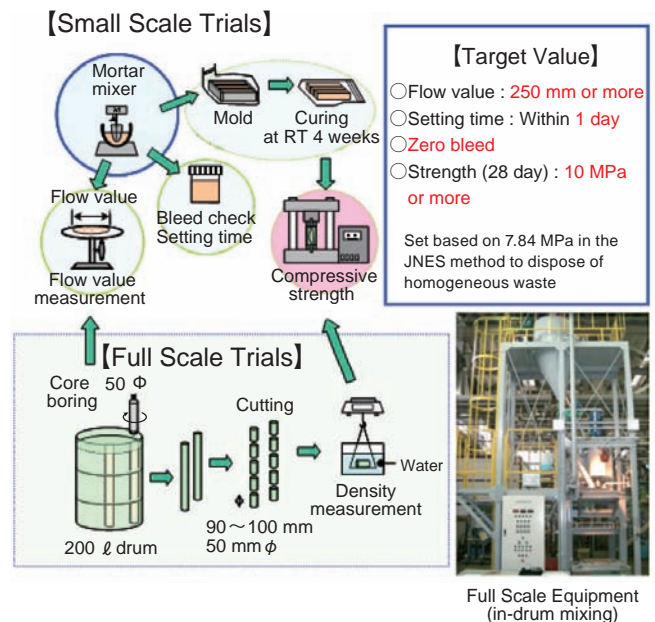 【Small Scale Trials】
Mortar
mixer
Mold
Curing
at RT 4 weeks
Flow value
Bleed check
Setting time
Flow value
measurement
Compressive
strength
【Target Value】
○Flow value : 250 mm or more
○Setting time : Within 1 day
○Zero bleed
○Strength (28 day) : 10 MPa
or more
Set based on 7.84 MPa in the
JNES method to dispose of
homogeneous waste
【Full Scale Trials】
Core
boring
50 Φ
Cutting
Water
Density
measurement
200 ℓ drum
90～100 mm
50 mm ϕ
Full Scale Equipment
(in-drum mixing)